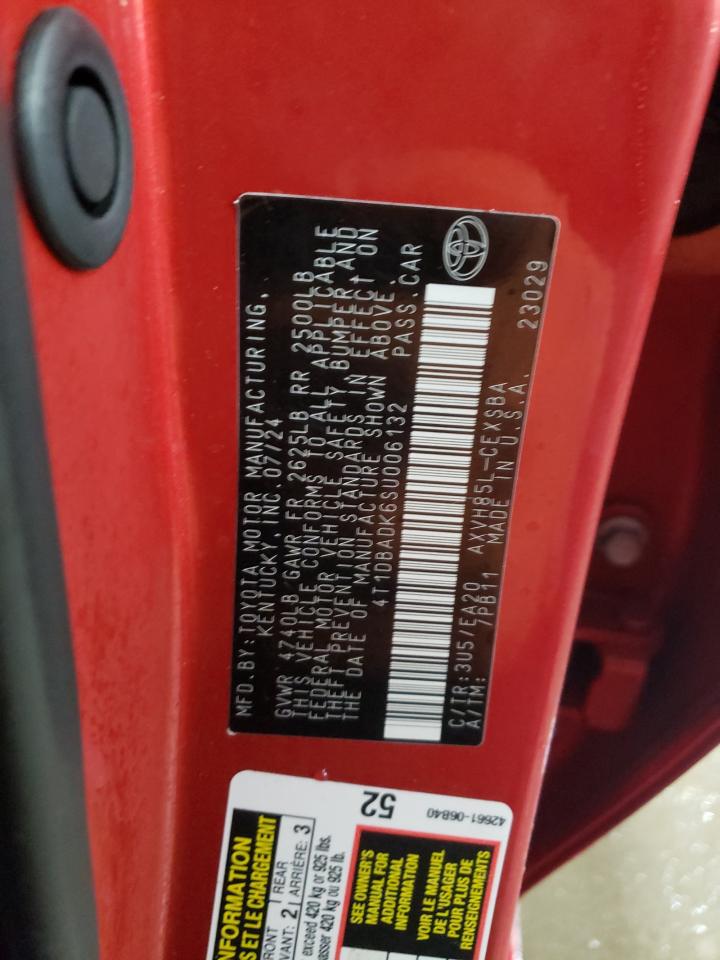 MFD.BY:TOYOTA MOTOR MANUFACTURING,
KENTUCKY, INC. 07/24
GVWR 4740LB GAWR FR 2625LB RR 2500LB
THIS VEHICLE CONFORMS TO ALL APPLICABLE
FEDERAL MOTOR VEHICLE SAFETY, BUMPER AND
THEFT PREVENTION STANDARDS IN EFFECT ON
THE DATE OF MANUFACTURE SHOWN ABOVE.
4T1DBADK6SU006132 PASS.CAR
C/TR:3U5/EA20 AXVH85L-CEXSBA
A/TM: 7PB11 MADE IN U.S.A. 23029
INFORMATION
S ET LE CHARGEMENT
FRONT 2 REAR 3
VANT: ARRIÈRE:
exceed 420 kg or 925 lbs.
asser 420 kg ou 925 lb.
52
SEE OWNER'S
MANUAL FOR
ADDITIONAL
INFORMATION
VOIR LE MANUEL
DE L'USAGER
POUR PLUS DE
RENSEIGNEMENTS
42661-06B40